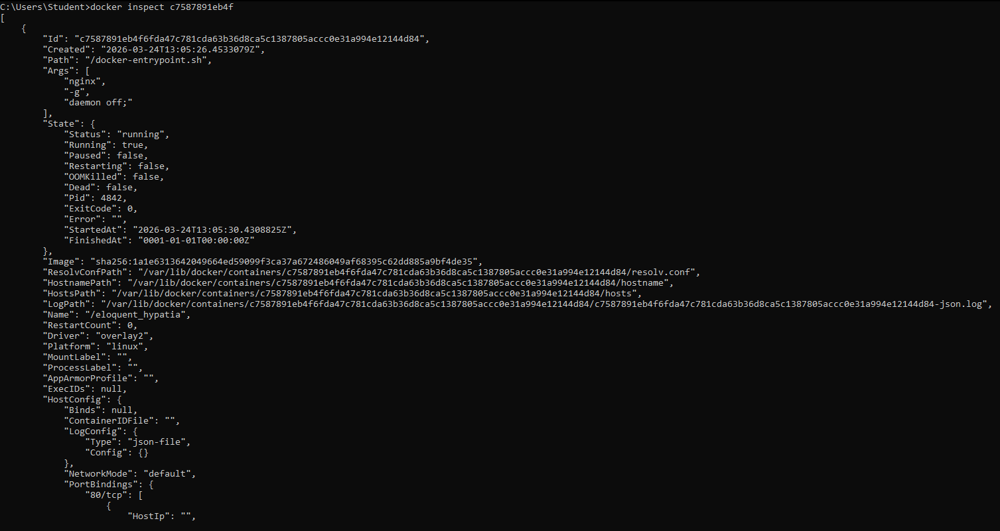 C:\Users\Student>docker inspect c7587891eb4f
[
    {
        "Id": "c7587891eb4f6fda47c781cda63b36d8ca5c1387805accc0e31a994e12144d84",
        "Created": "2026-03-24T13:05:26.4533079Z",
        "Path": "/docker-entrypoint.sh",
        "Args": [
            "nginx",
            "-g",
            "daemon off;"
        ],
        "State": {
            "Status": "running",
            "Running": true,
            "Paused": false,
            "Restarting": false,
            "OOMKilled": false,
            "Dead": false,
            "Pid": 4842,
            "ExitCode": 0,
            "Error": "",
            "StartedAt": "2026-03-24T13:05:30.4308825Z",
            "FinishedAt": "0001-01-01T00:00:00Z"
        },
        "Image": "sha256:1a1e6313642049664ed59099f3ca37a672486049af68395c62dd885a9bf4de35",
        "ResolvConfPath": "/var/lib/docker/containers/c7587891eb4f6fda47c781cda63b36d8ca5c1387805accc0e31a994e12144d84/resolv.conf",
        "HostnamePath": "/var/lib/docker/containers/c7587891eb4f6fda47c781cda63b36d8ca5c1387805accc0e31a994e12144d84/hostname",
        "HostsPath": "/var/lib/docker/containers/c7587891eb4f6fda47c781cda63b36d8ca5c1387805accc0e31a994e12144d84/hosts",
        "LogPath": "/var/lib/docker/containers/c7587891eb4f6fda47c781cda63b36d8ca5c1387805accc0e31a994e12144d84/c7587891eb4f6fda47c781cda63b36d8ca5c1387805accc0e31a994e12144d84-json.log",
        "Name": "/eloquent_hypatia",
        "RestartCount": 0,
        "Driver": "overlay2",
        "Platform": "linux",
        "MountLabel": "",
        "ProcessLabel": "",
        "AppArmorProfile": "",
        "ExecIDs": null,
        "HostConfig": {
            "Binds": null,
            "ContainerIDFile": "",
            "LogConfig": {
                "Type": "json-file",
                "Config": {}
            },
            "NetworkMode": "default",
            "PortBindings": {
                "80/tcp": [
                    {
                        "HostIp": "",